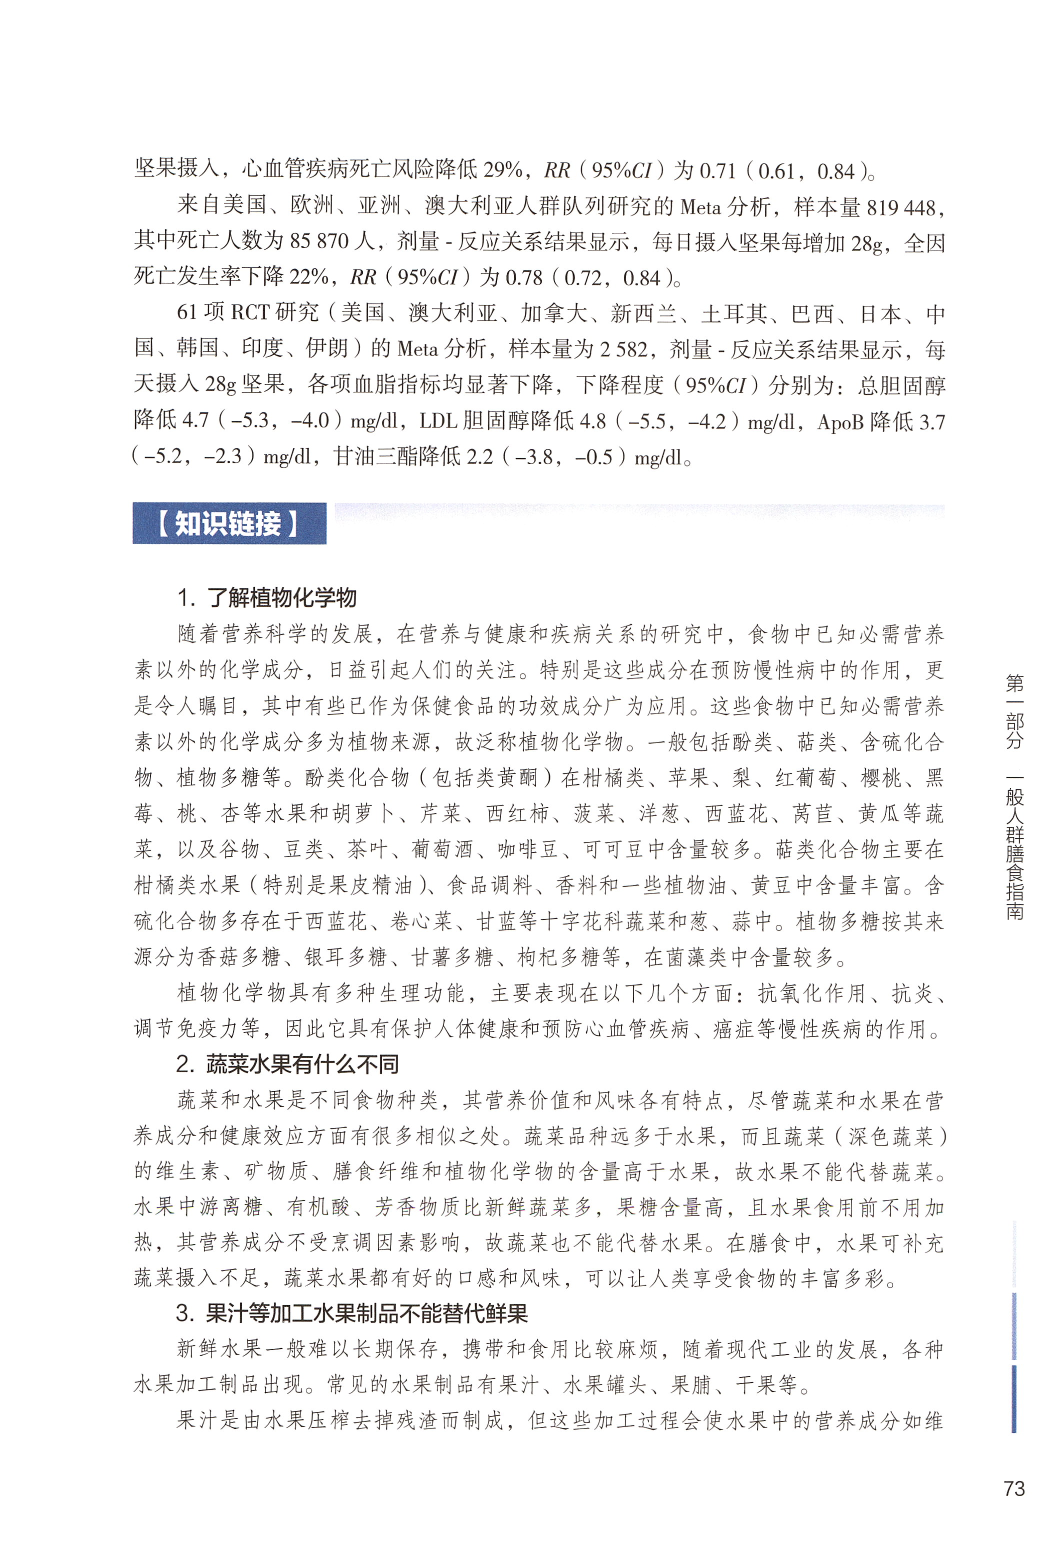 坚果摄入，心血管疾病死亡风险降低 29%，RR（95%CI）为 0.71（0.61，0.84）。
来自美国、欧洲、亚洲、澳大利亚人群队列研究的 Meta 分析，样本量 819 448，
其中死亡人数为 85 870 人，剂量 - 反应关系结果显示，每日摄入坚果每增加 28g，全因
死亡发生率下降 22%，RR（95%CI）为 0.78（0.72，0.84）。
61 项 RCT 研究（美国、澳大利亚、加拿大、新西兰、土耳其、巴西、日本、中
国、韩国、印度、伊朗）的 Meta 分析，样本量为 2 582，剂量 - 反应关系结果显示，每
天摄入 28g 坚果，各项血脂指标均显著下降，下降程度（95%CI）分别为：总胆固醇
降低 4.7（–5.3，–4.0）mg/dl，LDL 胆固醇降低 4.8（–5.5，–4.2）mg/dl，ApoB 降低 3.7
（–5.2，–2.3）mg/dl，甘油三酯降低 2.2（–3.8，–0.5）mg/dl。
【知识链接】
1. 了解植物化学物
随着营养科学的发展，在营养与健康和疾病关系的研究中，食物中已知必需营养
素以外的化学成分，日益引起人们的关注。特别是这些成分在预防慢性病中的作用，更
是令人瞩目，其中有些已作为保健食品的功效成分广为应用。这些食物中已知必需营养
素以外的化学成分多为植物来源，故泛称植物化学物。一般包括酚类、萜类、含硫化合
物、植物多糖等。酚类化合物（包括类黄酮）在柑橘类、苹果、梨、红葡萄、樱桃、黑
莓、桃、杏等水果和胡萝卜、芹菜、西红柿、菠菜、洋葱、西蓝花、莴苣、黄瓜等蔬
菜，以及谷物、豆类、茶叶、葡萄酒、咖啡豆、可可豆中含量较多。萜类化合物主要在
柑橘类水果（特别是果皮精油）、食品调料、香料和一些植物油、黄豆中含量丰富。含
硫化合物多存在于西蓝花、卷心菜、甘蓝等十字花科蔬菜和葱、蒜中。植物多糖按其来
源分为香菇多糖、银耳多糖、甘薯多糖、枸杞多糖等，在菌藻类中含量较多。
植物化学物具有多种生理功能，主要表现在以下几个方面：抗氧化作用、抗炎、
调节免疫力等，因此它具有保护人体健康和预防心血管疾病、癌症等慢性疾病的作用。
2. 蔬菜水果有什么不同
蔬菜和水果是不同食物种类，其营养价值和风味各有特点，尽管蔬菜和水果在营
养成分和健康效应方面有很多相似之处。蔬菜品种远多于水果，而且蔬菜（深色蔬菜）
的维生素、矿物质、膳食纤维和植物化学物的含量高于水果，故水果不能代替蔬菜。
水果中游离糖、有机酸、芳香物质比新鲜蔬菜多，果糖含量高，且水果食用前不用加
热，其营养成分不受烹调因素影响，故蔬菜也不能代替水果。在膳食中，水果可补充
蔬菜摄入不足，蔬菜水果都有好的口感和风味，可以让人类享受食物的丰富多彩。
3. 果汁等加工水果制品不能替代鲜果
新鲜水果一般难以长期保存，携带和食用比较麻烦，随着现代工业的发展，各种
水果加工制品出现。常见的水果制品有果汁、水果罐头、果脯、干果等。
果汁是由水果压榨去掉残渣而制成，但这些加工过程会使水果中的营养成分如维
第一部分 一般人群膳食指南
73